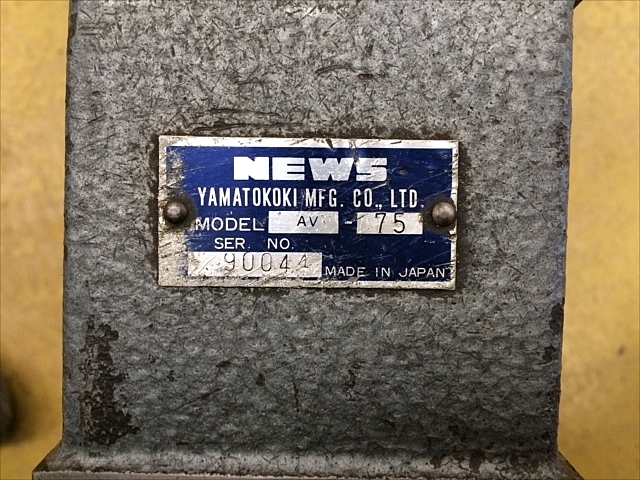 NEWS
YAMATOKOKI MFG. CO., LTD.
MODEL AV - 75
SER. NO.
90044 MADE IN JAPAN